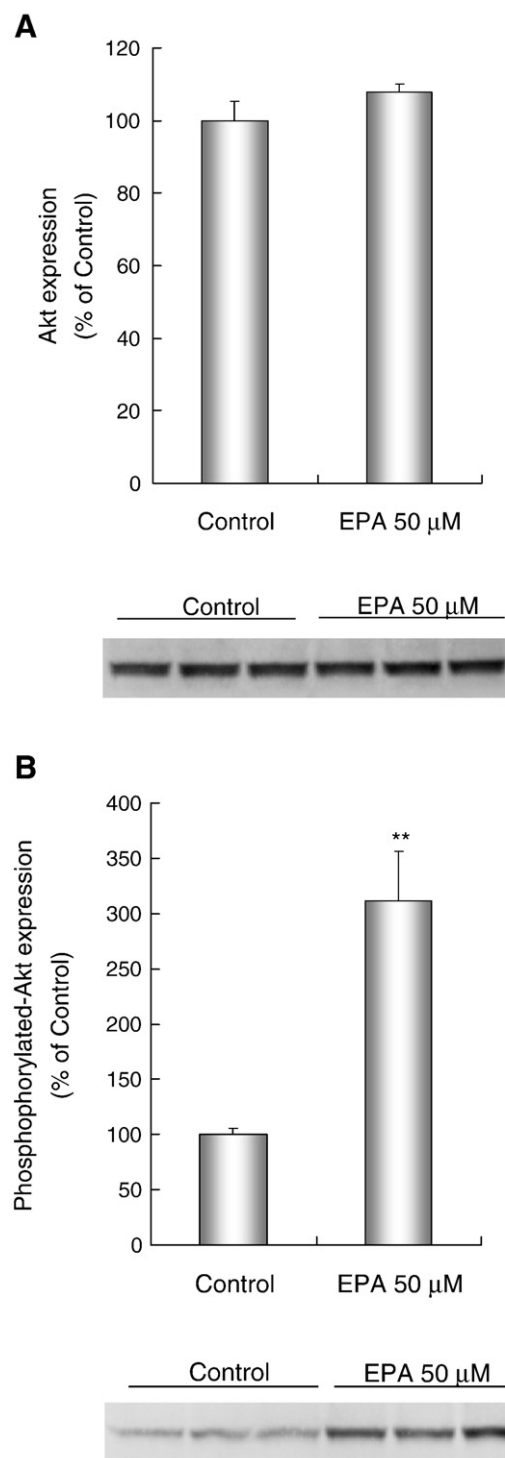 A
120
100
80
60
40
20
0
Akt expression
(% of Control)
Control EPA 50 μM
Control EPA 50 μM
B
400
350
300
250
200
150
100
50
0
Phosphophorylated-Akt expression
(% of Control)
**
Control EPA 50 μM
Control EPA 50 μM